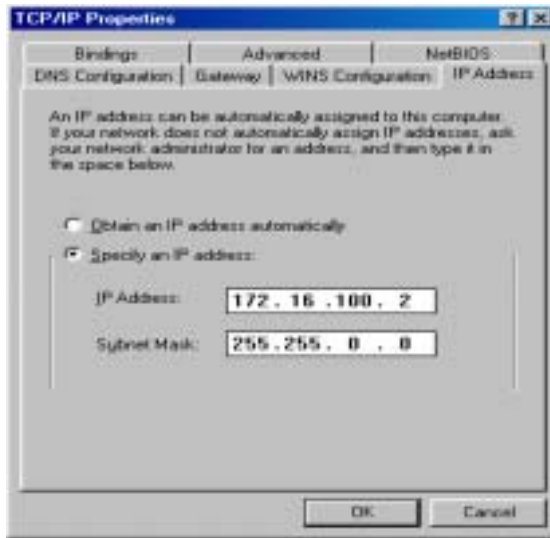 TCP/IP Properties
Bindings Advanced NetBIOS
DNS Configuration Gateway WINS Configuration IP Address
An IP address can be automatically assigned to this computer.
If your network does not automatically assign IP addresses, ask
your network administrator for an address, and then type it in
the space below.
Obtain an IP address automatically
Specify an IP address:
IP Address: 172 . 16 . 100 . 2
Subnet Mask: 255 . 255 . 0 . 0
OK Cancel